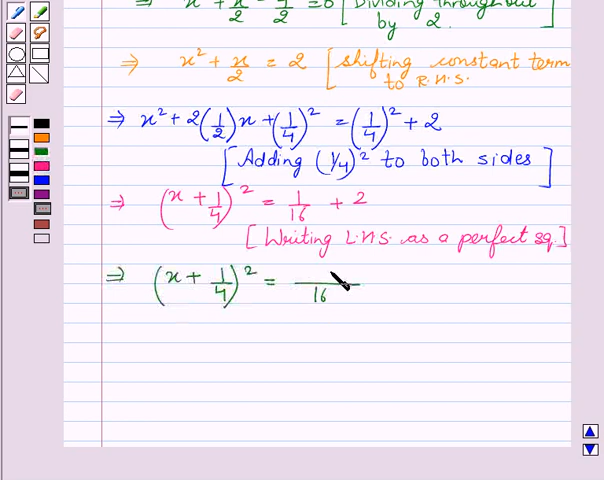 ⇒ x² + x/2 - 1/2 = 0 [Dividing throughout
by 2.
⇒ x² + x/2 = 2 [shifting constant term
to R.H.S.
⇒ x² + 2(1/2)x + (1/4)² = (1/4)² + 2
[Adding (1/4)² to both sides]
⇒ (x + 1/4)² = 1/16 + 2
[Writing L.H.S. as a perfect sq.]
⇒ (x + 1/4)² = /16